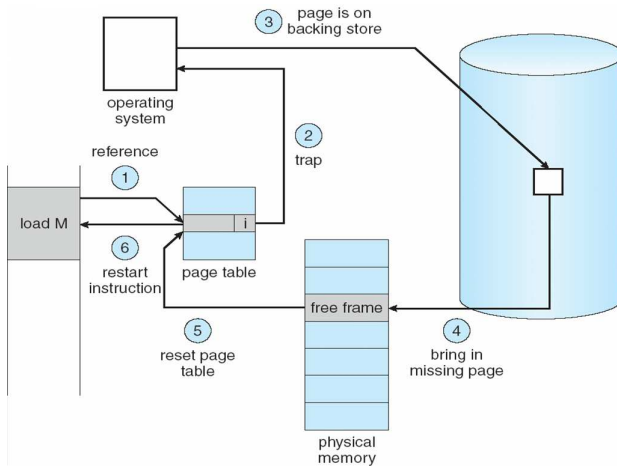 3
page is on
backing store
operating
system
2
trap
reference
1
load M
i
6
restart
instruction
page table
free frame
5
reset page
table
4
bring in
missing page
physical
memory